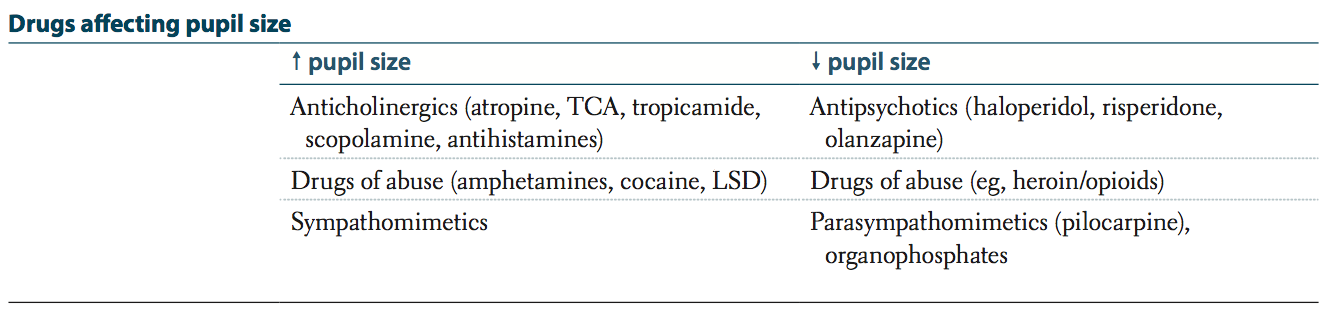 Drugs affecting pupil size
↑ pupil size
↓ pupil size
Anticholinergics (atropine, TCA, tropicamide,
scopolamine, antihistamines)
Antipsychotics (haloperidol, risperidone,
olanzapine)
Drugs of abuse (amphetamines, cocaine, LSD)
Drugs of abuse (eg, heroin/opioids)
Sympathomimetics
Parasympathomimetics (pilocarpine),
organophosphates